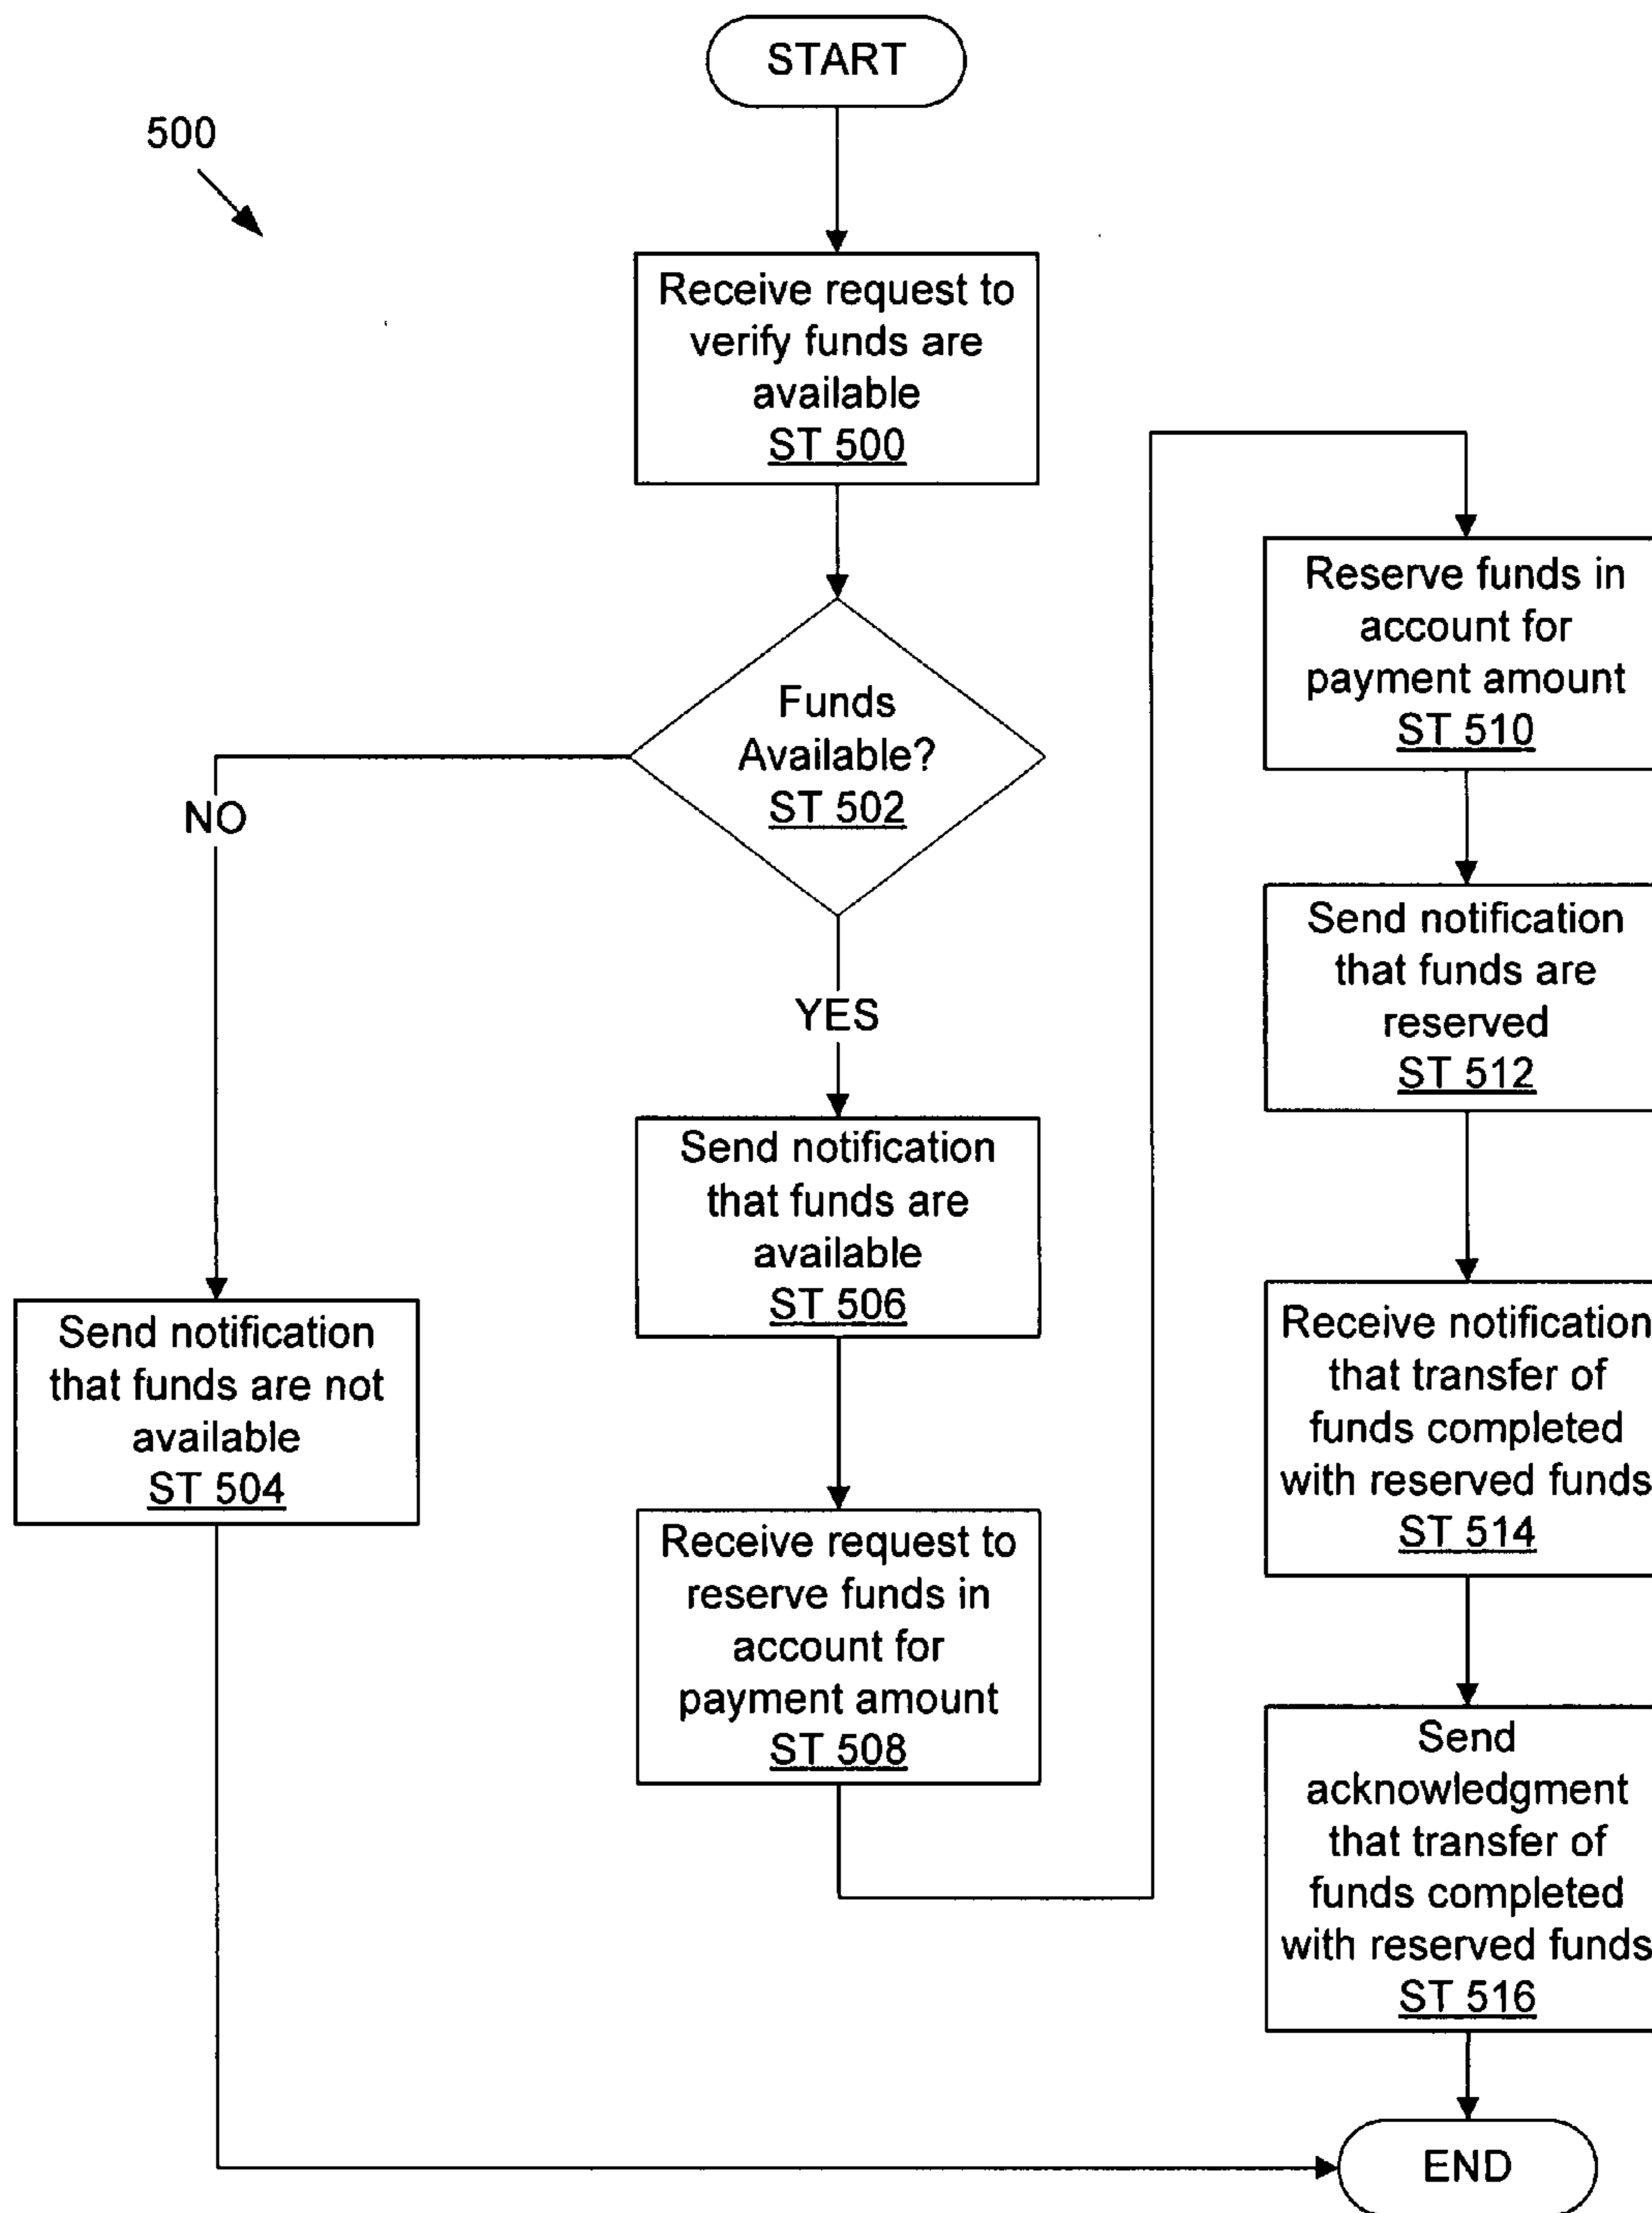 START
500
Receive request to
verify funds are
available
ST 500
Funds
Available?
ST 502
NO
YES
Send notification
that funds are not
available
ST 504
Send notification
that funds are
available
ST 506
Receive request to
reserve funds in
account for
payment amount
ST 508
Reserve funds in
account for
payment amount
ST 510
Send notification
that funds are
reserved
ST 512
Receive notification
that transfer of
funds completed
with reserved funds
ST 514
Send
acknowledgment
that transfer of
funds completed
with reserved funds
ST 516
END